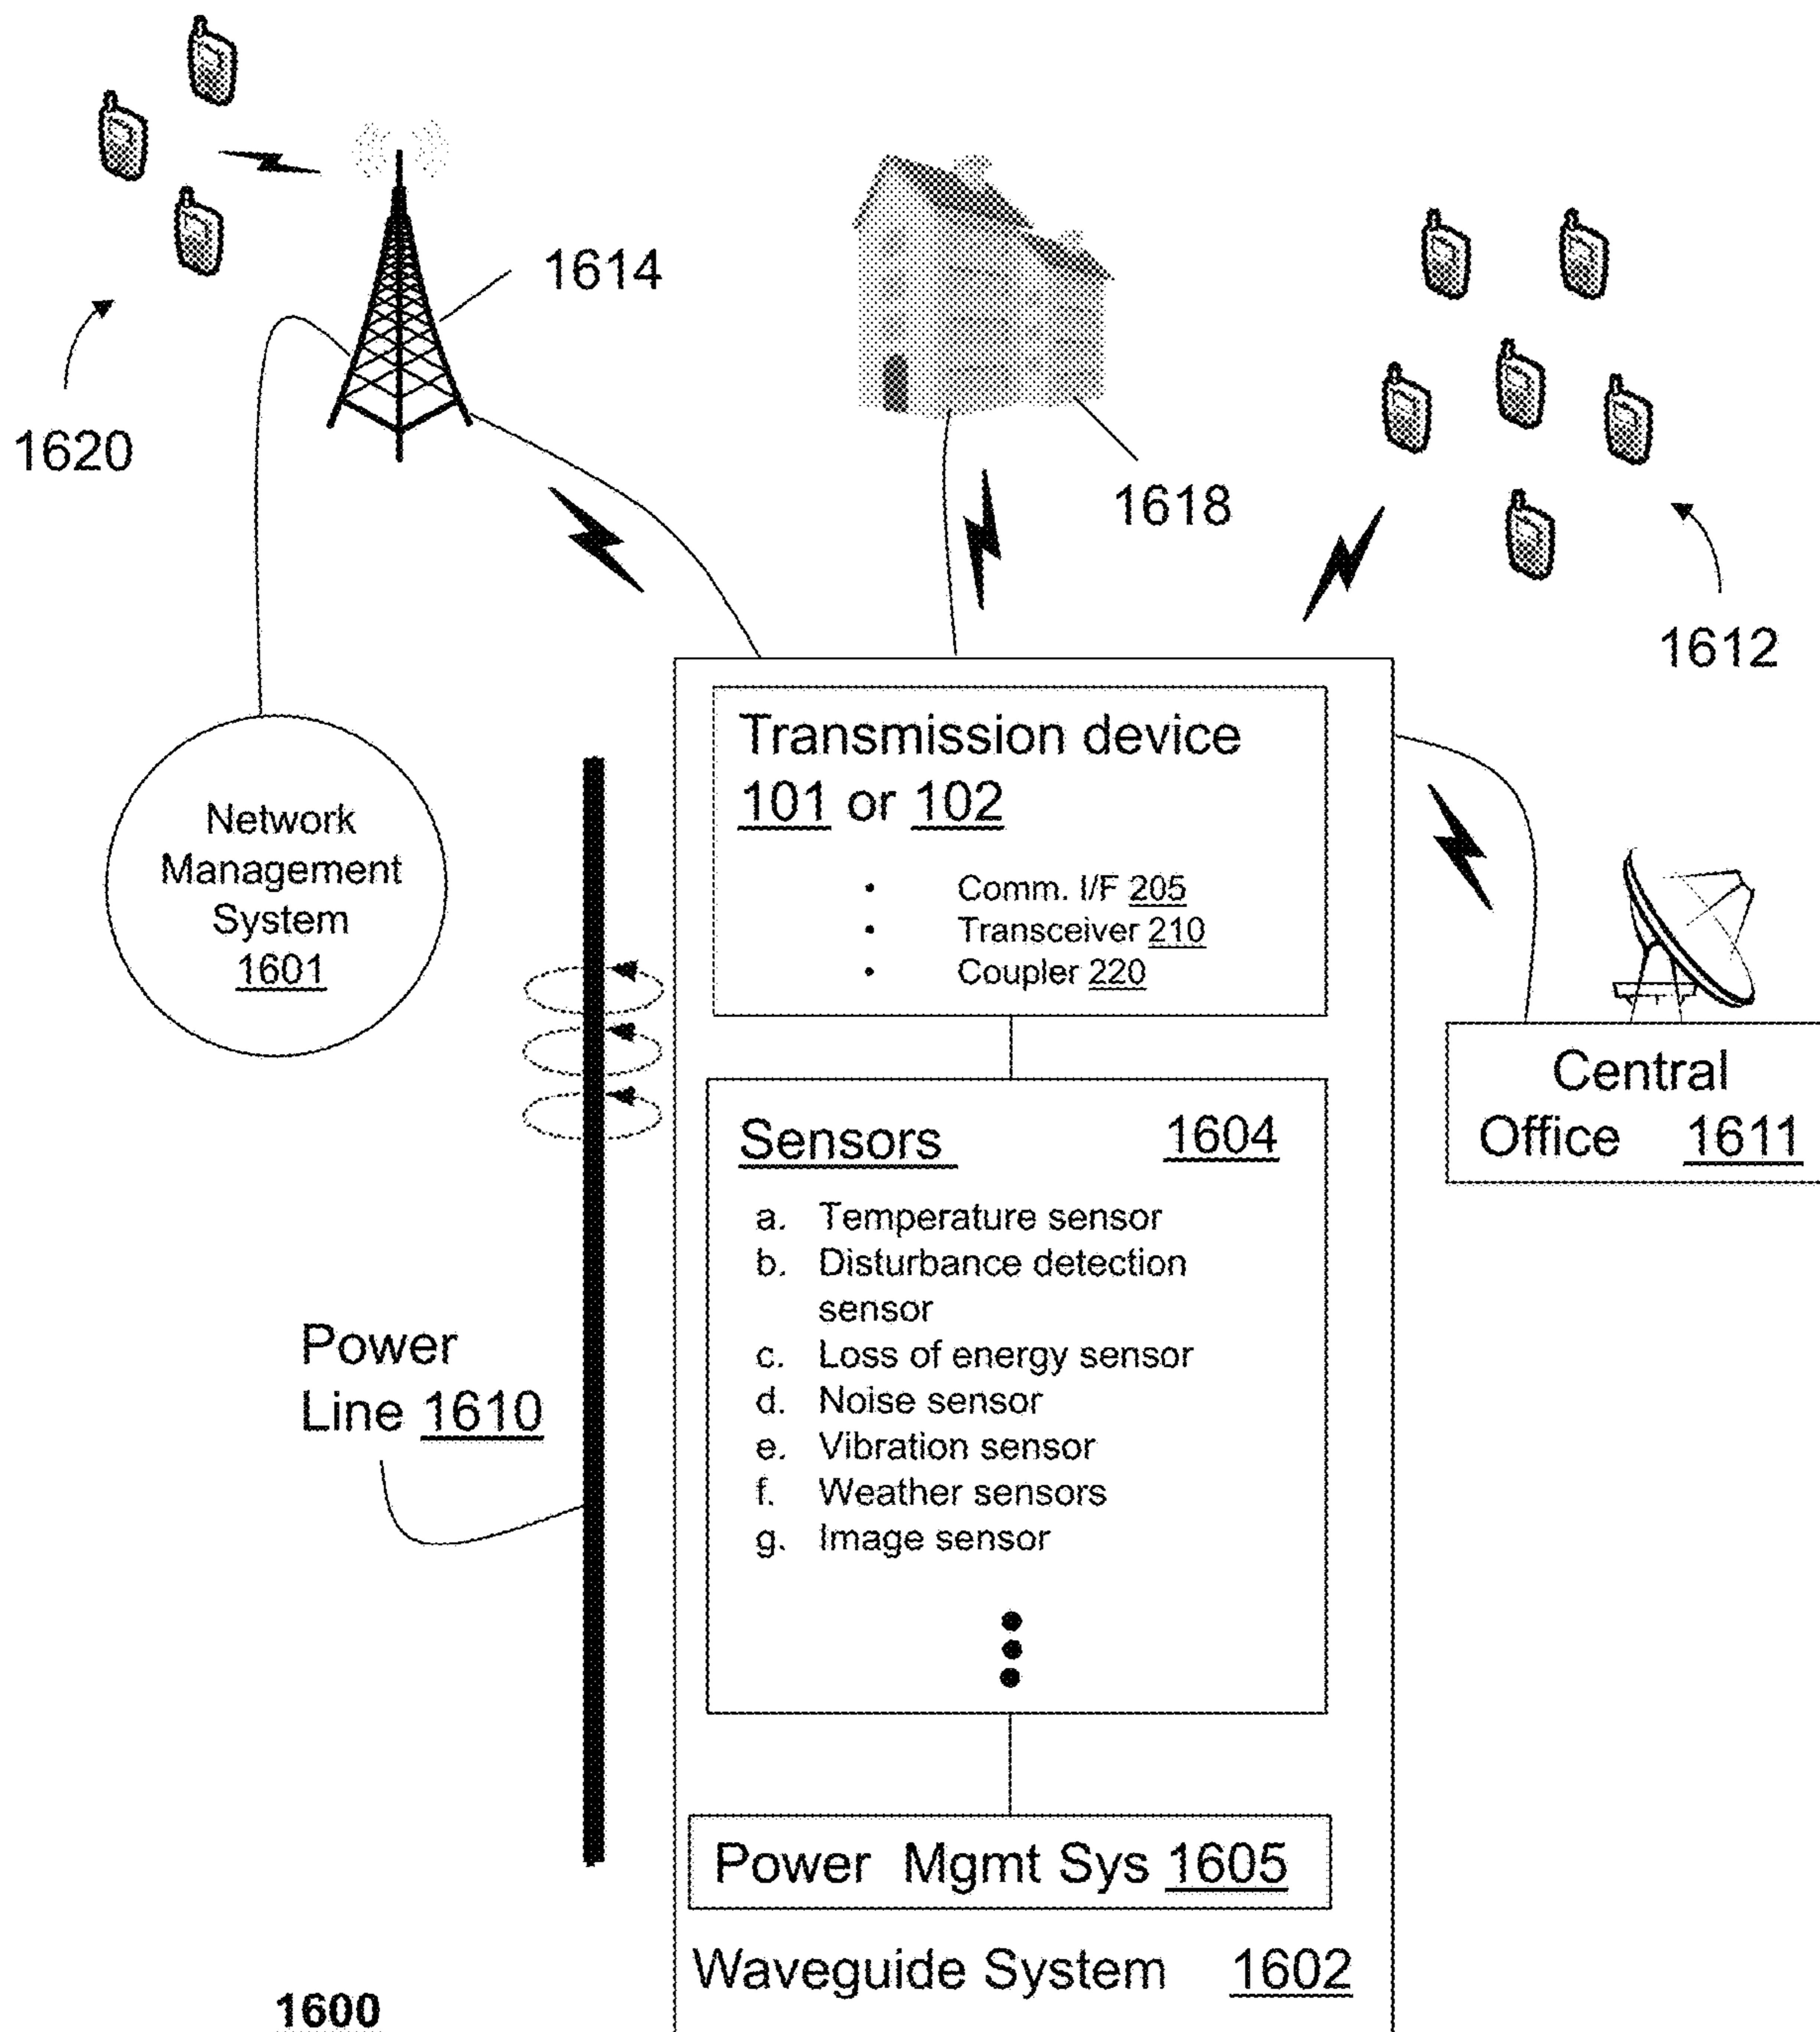 1614
1620
1618
1612
Transmission device
101 or 102
• Comm. I/F 205
• Transceiver 210
• Coupler 220
Network
Management
System
1601
Central
Office 1611
Sensors 1604
a. Temperature sensor
b. Disturbance detection
sensor
c. Loss of energy sensor
d. Noise sensor
e. Vibration sensor
f. Weather sensors
g. Image sensor
Power
Line 1610
Power Mgmt Sys 1605
Waveguide System 1602
1600